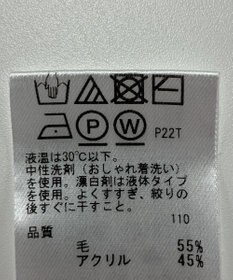 P P W P22T
液温は30℃以下。
中性洗剤（おしゃれ着洗い）
を使用。漂白剤は液体タイプ
を使用。よくすすぎ、絞りの
後すぐに干すこと。
110
品質
毛 55%
アクリル 45%